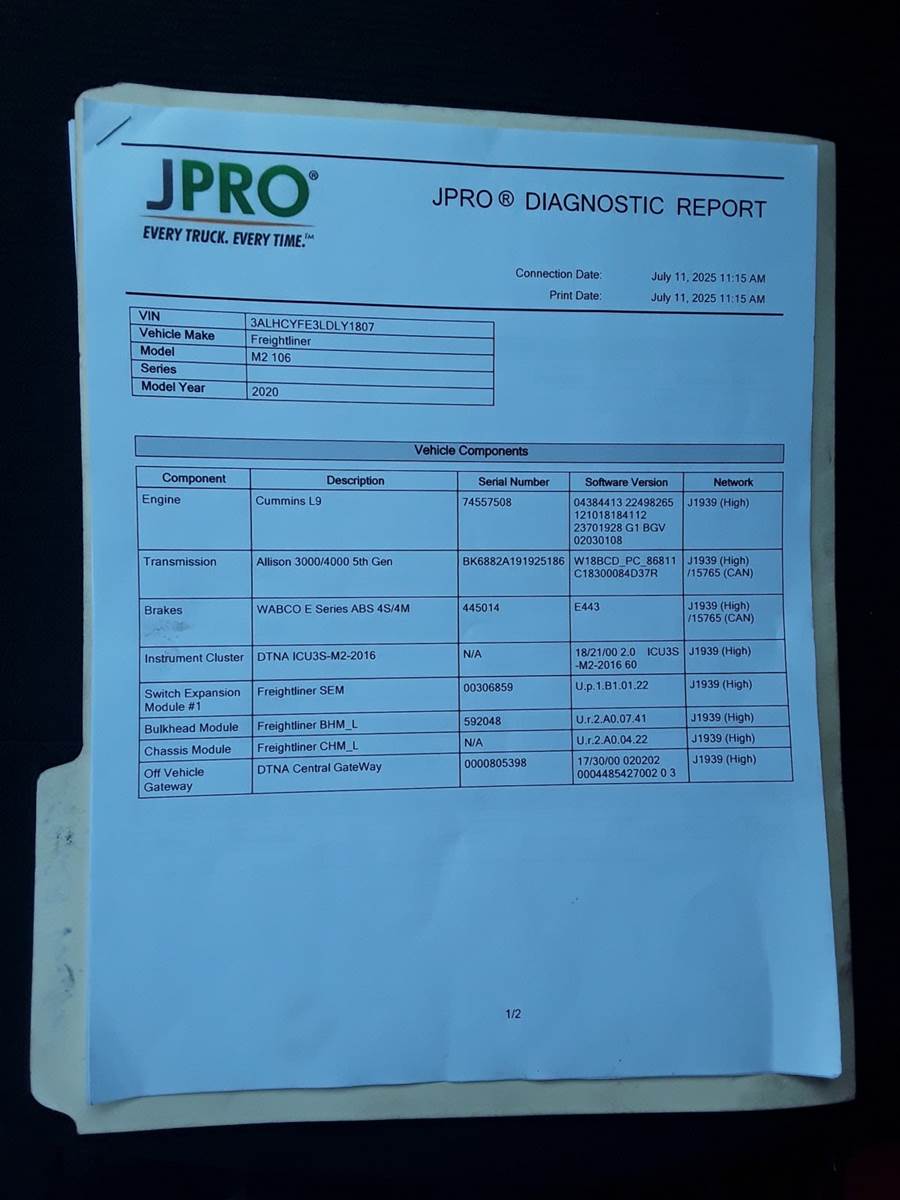 JPRO®
EVERY TRUCK. EVERY TIME.™
JPRO® DIAGNOSTIC REPORT
Connection Date: July 11, 2025 11:15 AM
Print Date: July 11, 2025 11:15 AM
VIN 3ALHCYFE3LDLY1807
Vehicle Make Freightliner
Model M2 106
Series
Model Year 2020
Vehicle Components
Component Description Serial Number Software Version Network
Engine Cummins L9 74557508 04384413 22498265 J1939 (High)
121018184112
23701928 G1 BGV
02030108
Transmission Allison 3000/4000 5th Gen BK6882A191925186 W18BCD_PC_86811 J1939 (High)
C18300084D37R /15765 (CAN)
Brakes WABCO E Series ABS 4S/4M 445014 E443 J1939 (High)
/15765 (CAN)
Instrument Cluster DTNA ICU3S-M2-2016 N/A 18/21/00 2.0 ICU3S J1939 (High)
-M2-2016 60
Switch Expansion Freightliner SEM 00306859 U.p.1.B1.01.22 J1939 (High)
Module #1
Bulkhead Module Freightliner BHM_L 592048 U.r.2.A0.07.41 J1939 (High)
Chassis Module Freightliner CHM_L N/A U.r.2.A0.04.22 J1939 (High)
Off Vehicle DTNA Central GateWay 0000805398 17/30/00 020202 J1939 (High)
Gateway 0004485427002 0 3
1/2